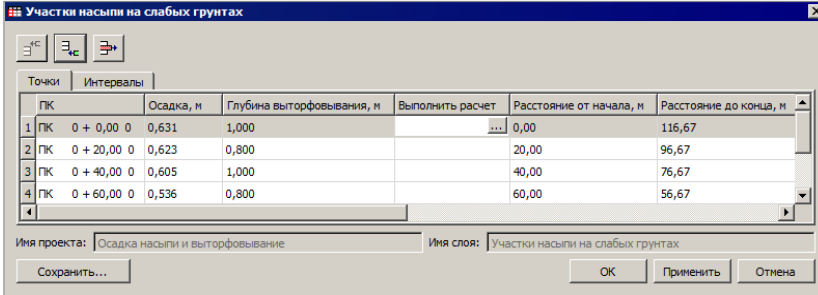 Участки насыпи на слабых грунтах
Точки Интервалы
ПК Осадка, м Глубина выторфовывания, м Выполнить расчет Расстояние от начала, м Расстояние до конца, м
1 ПК 0 + 0,00 0 0,631 1,000 ... 0,00 116,67
2 ПК 0 + 20,00 0 0,623 0,800 20,00 96,67
3 ПК 0 + 40,00 0 0,605 1,000 40,00 76,67
4 ПК 0 + 60,00 0 0,536 0,800 60,00 56,67
Имя проекта: Осадка насыпи и выторфовывание Имя слоя: Участки насыпи на слабых грунтах
Сохранить... ОК Применить Отмена